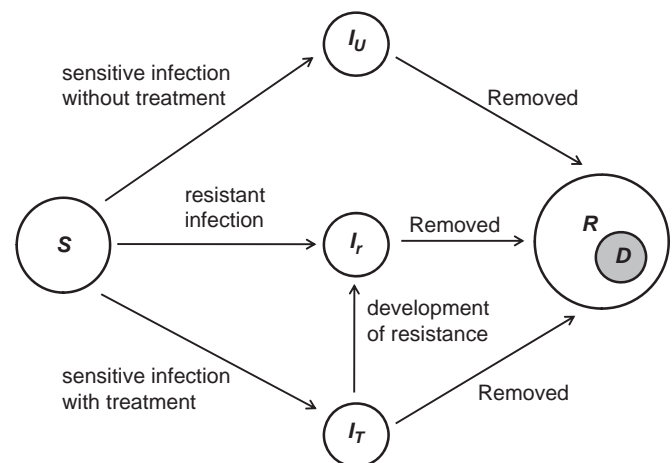 I_U
sensitive infection
without treatment
Removed
resistant
infection
S
I_r
Removed
R
D
development
of resistance
sensitive infection
with treatment
Removed
I_T